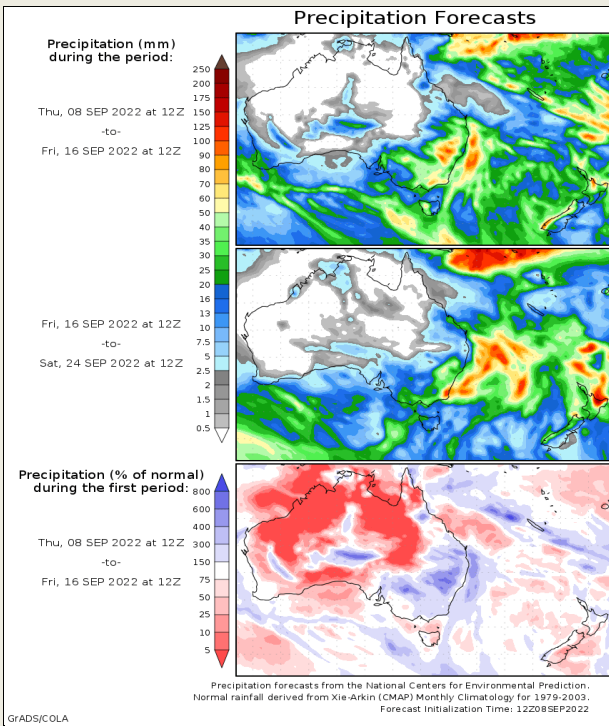 Precipitation Forecasts
Precipitation (mm)
during the period:
Thu, 08 SEP 2022 at 12Z
-to-
Fri, 16 SEP 2022 at 12Z
250
200
175
150
125
100
90
80
70
60
50
40
35
30
25
20
16
13
10
7.5
5
2.5
2
1.5
1
0.5
Fri, 16 SEP 2022 at 12Z
-to-
Sat, 24 SEP 2022 at 12Z
Precipitation (% of normal)
during the first period:
Thu, 08 SEP 2022 at 12Z
-to-
Fri, 16 SEP 2022 at 12Z
800
600
400
300
150
75
50
25
10
5
Precipitation forecasts from the National Centers for Environmental Prediction.
Normal rainfall derived from Xie-Arkin (CMAP) Monthly Climatology for 1979-2003.
Forecast Initialization Time: 12Z08SEP2022
GrADS/COLA